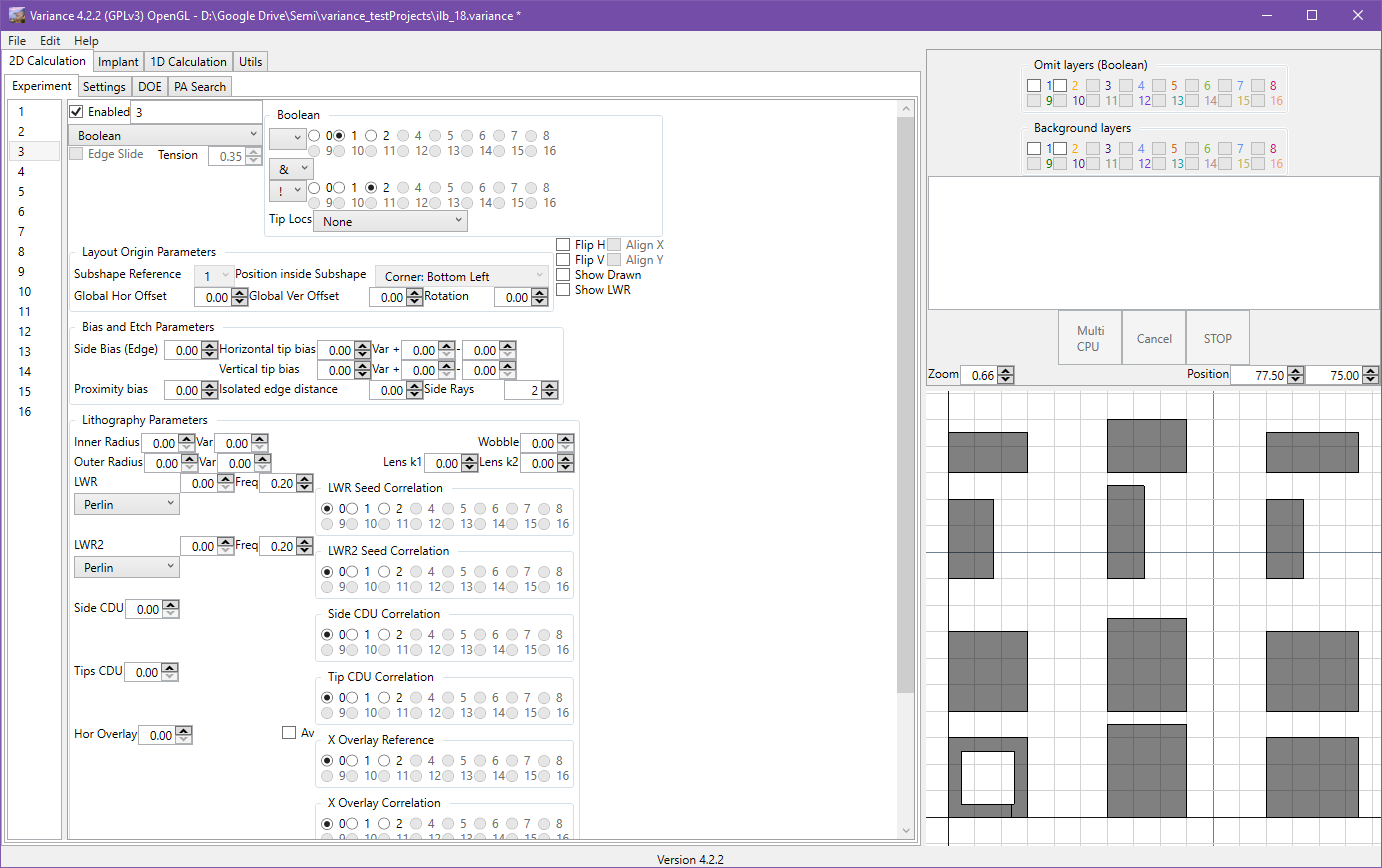 Variance 4.2.2 (GPLv3) OpenGL - D:\Google Drive\Semi\variance_testProjects\ilb_18.variance *
File Edit Help
2D Calculation Implant 1D Calculation Utils
Experiment Settings DOE PA Search
1
2
3
4
5
6
7
8
9
10
11
12
13
14
15
16
Enabled 3
Boolean
Edge Slide Tension 0.35
Boolean
0 1 2 4 5 6 7 8
9 10 11 12 13 14 15 16
&
! 0 1 2 4 5 6 7 8
9 10 11 12 13 14 15 16
Tip Locs None
Layout Origin Parameters
Subshape Reference 1 Position inside Subshape Corner: Bottom Left
Global Hor Offset 0.00 Global Ver Offset 0.00 Rotation 0.00
Flip H Align X
Flip V Align Y
Show Drawn
Show LWR
Bias and Etch Parameters
Side Bias (Edge) 0.00 Horizontal tip bias 0.00 Var + 0.00 - 0.00
Vertical tip bias 0.00 Var + 0.00 - 0.00
Proximity bias 0.00 Isolated edge distance 0.00 Side Rays 2
Lithography Parameters
Inner Radius 0.00 Var 0.00 Wobble 0.00
Outer Radius 0.00 Var 0.00 Lens k1 0.00 Lens k2 0.00
LWR 0.00 Freq 0.20
Perlin
LWR Seed Correlation
0 1 2 4 5 6 7 8
9 10 11 12 13 14 15 16
LWR2 0.00 Freq 0.20
Perlin
LWR2 Seed Correlation
0 1 2 4 5 6 7 8
9 10 11 12 13 14 15 16
Side CDU 0.00
Side CDU Correlation
0 1 2 4 5 6 7 8
9 10 11 12 13 14 15 16
Tips CDU 0.00
Tip CDU Correlation
0 1 2 4 5 6 7 8
9 10 11 12 13 14 15 16
Hor Overlay 0.00 Av
X Overlay Reference
0 1 2 4 5 6 7 8
9 10 11 12 13 14 15 16
X Overlay Correlation
0 1 2 4 5 6 7 8
9 10 11 12 13 14 15 16
Omit layers (Boolean)
1 2 3 4 5 6 7 8
9 10 11 12 13 14 15 16
Background layers
1 2 3 4 5 6 7 8
9 10 11 12 13 14 15 16
Multi
CPU
Cancel
STOP
Zoom 0.66 Position 77.50 75.00
Version 4.2.2